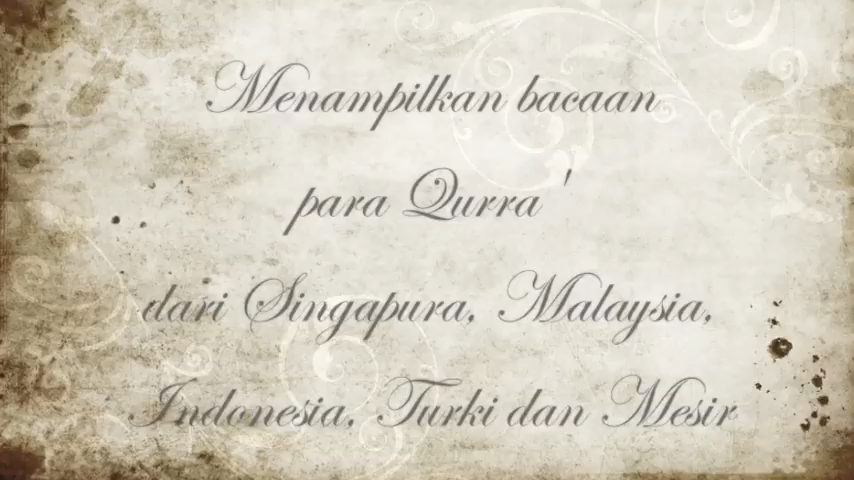 Menampilkan bacaan
para Qurra'
dari Singapura, Malaysia,
Indonesia, Turki dan Mesir